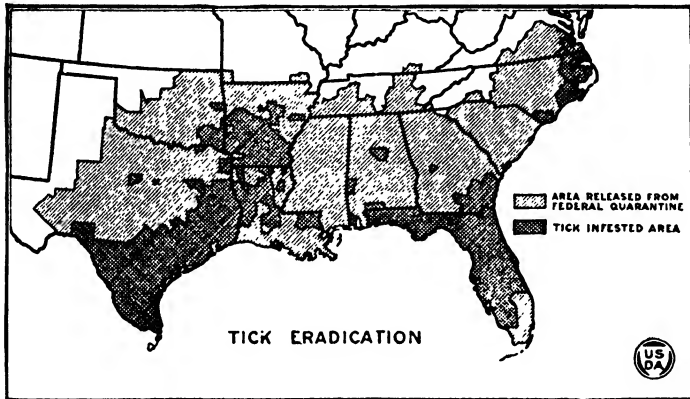 AREA RELEASED FROM
FEDERAL QUARANTINE
TICK INFESTED AREA
TICK ERADICATION
US
DA